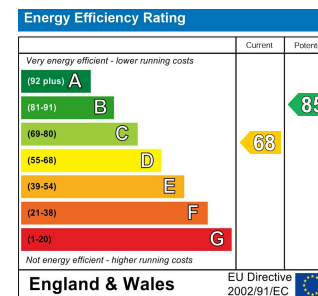 Energy Efficiency Rating
Current Potent
Very energy efficient - lower running costs
(92 plus) A
(81-91) B
85
(69-80) C
68
(55-68) D
(39-54) E
(21-38) F
(1-20) G
Not energy efficient - higher running costs
England & Wales
EU Directive
2002/91/EC